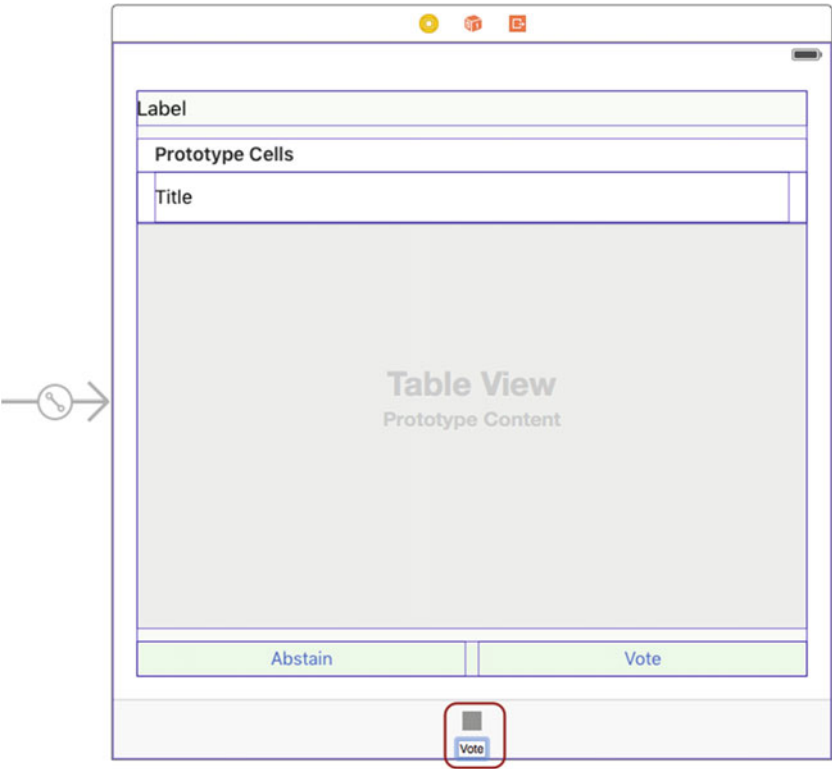 Label
Prototype Cells
Title
Table View
Prototype Content
Abstain Vote
Vote